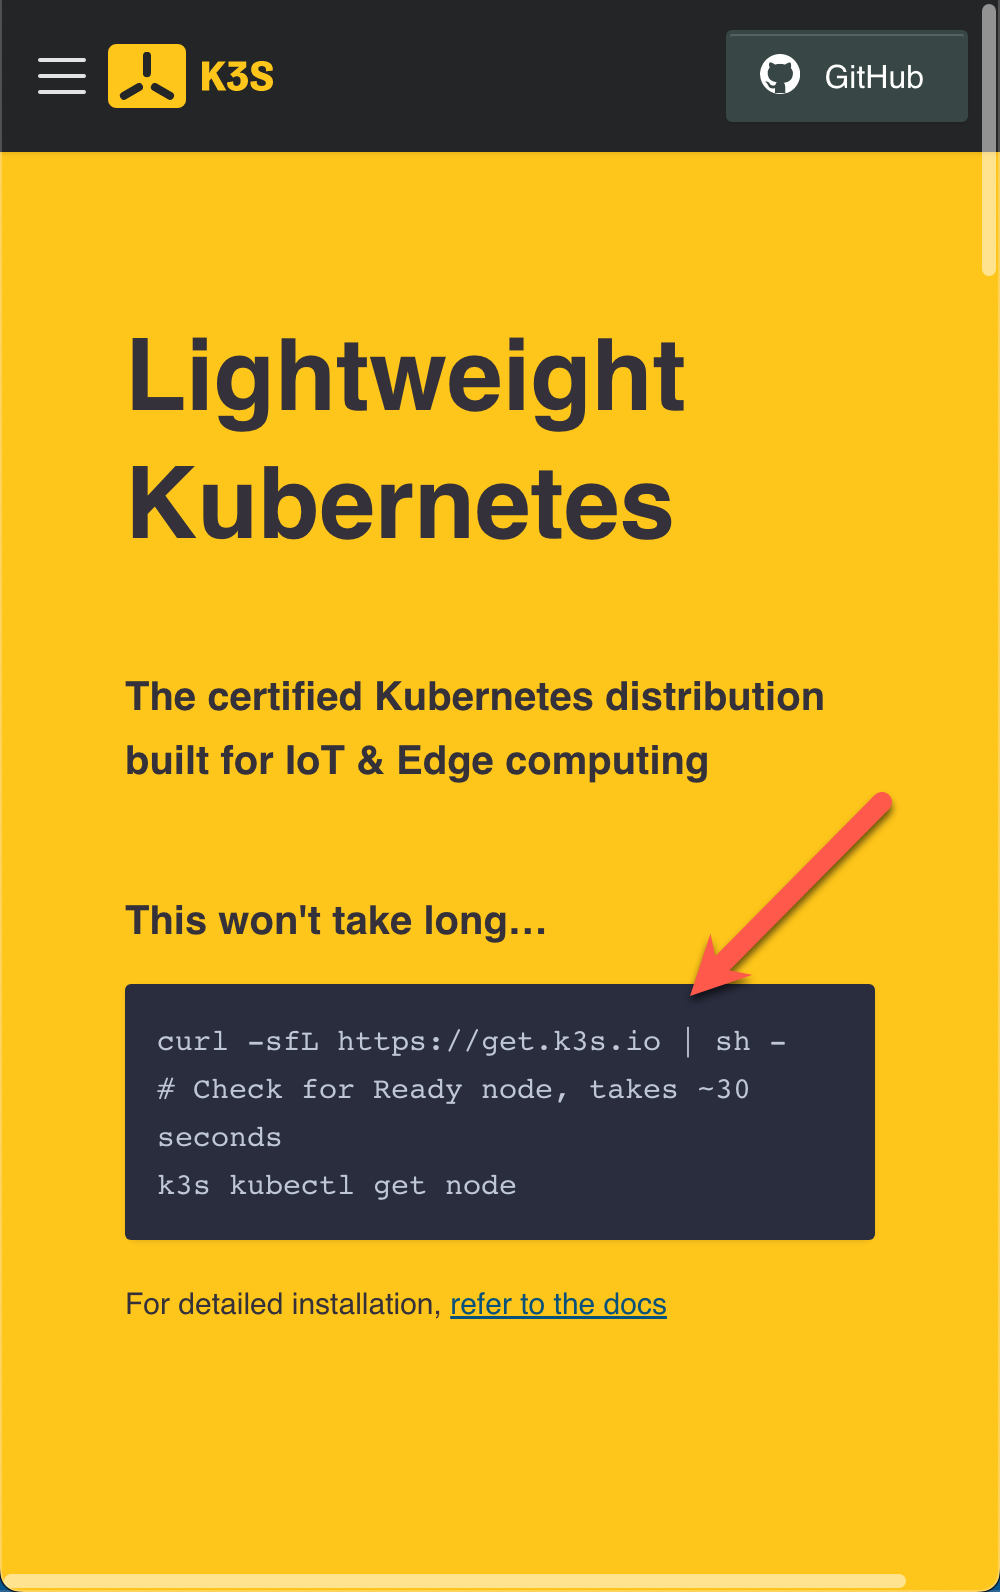 K3S
GitHub
Lightweight
Kubernetes
The certified Kubernetes distribution
built for IoT & Edge computing
This won't take long…
curl -sfL https://get.k3s.io | sh -
# Check for Ready node, takes ~30
seconds
k3s kubectl get node
For detailed installation, refer to the docs